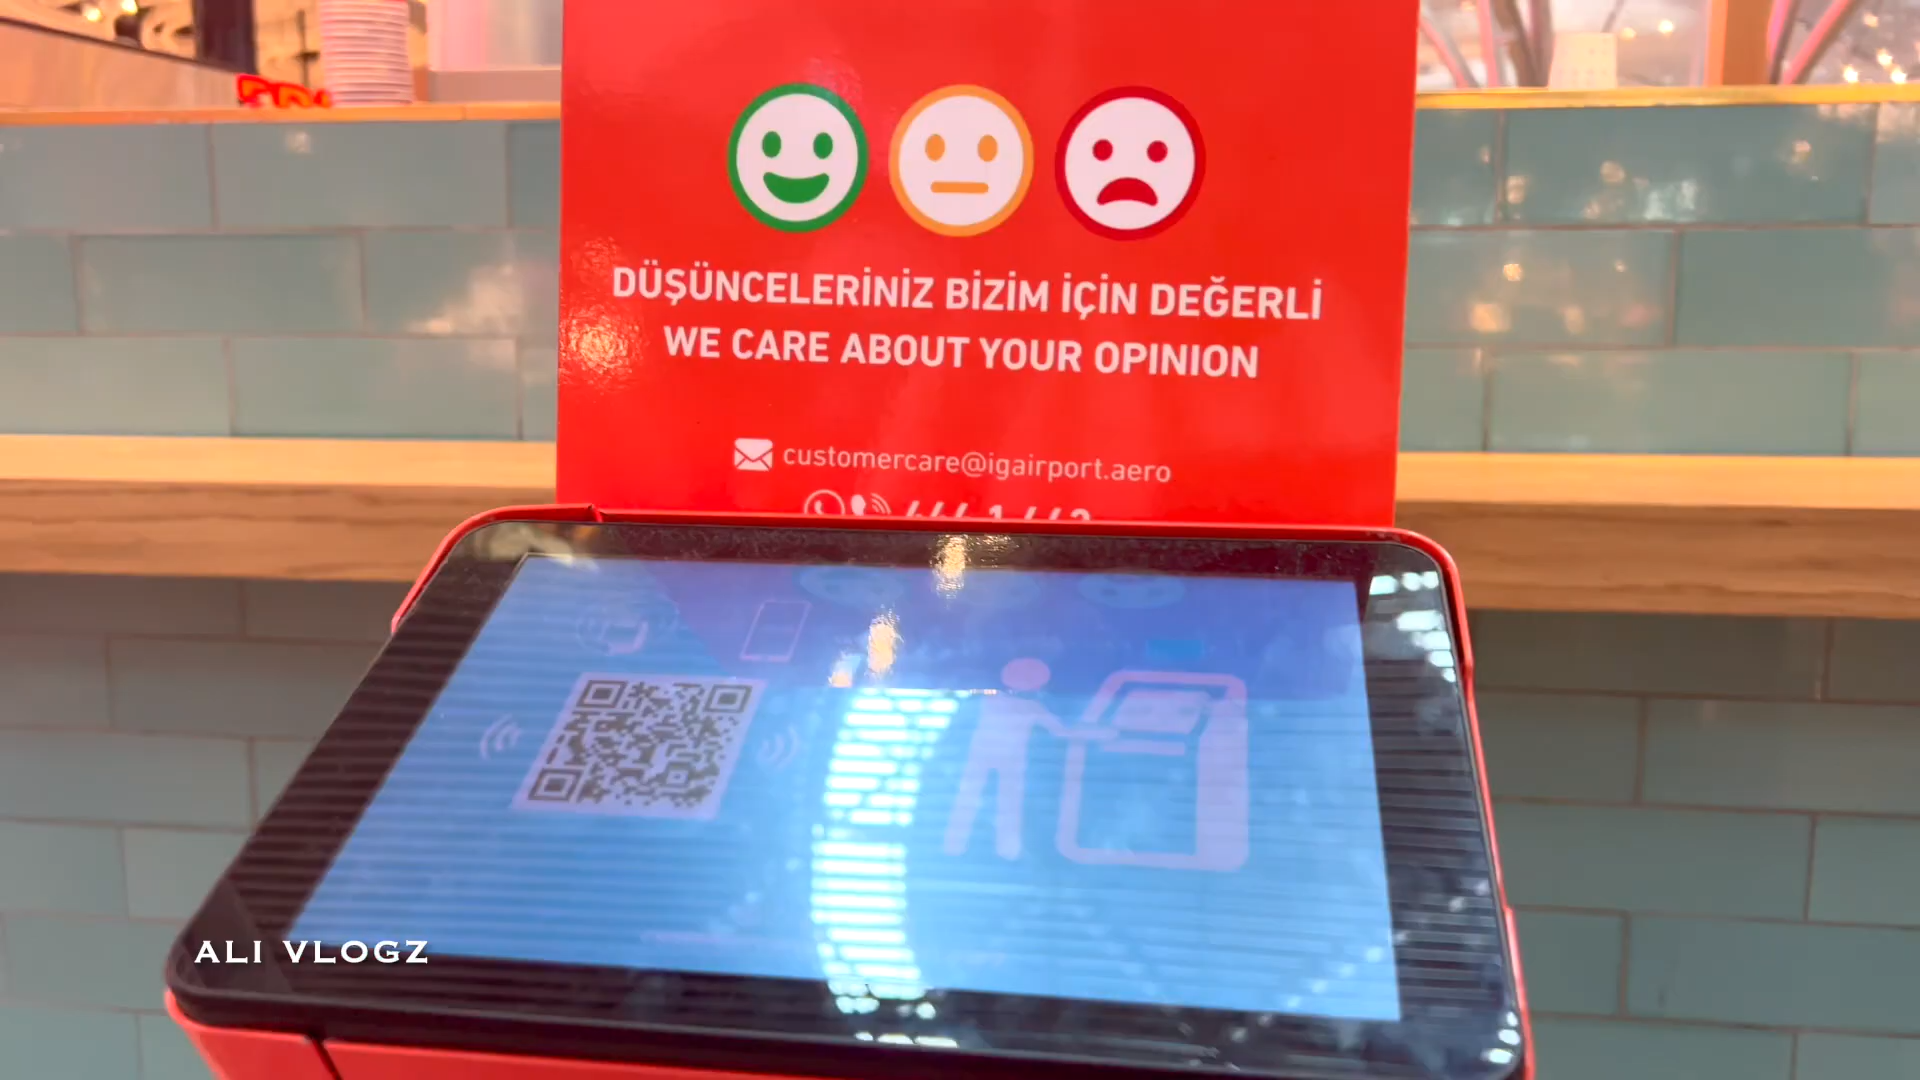 DÜŞÜNCELERİNİZ BİZİM İÇİN DEĞERLİ
WE CARE ABOUT YOUR OPINION
customercare@igairport.aero
ALI VLOGZ